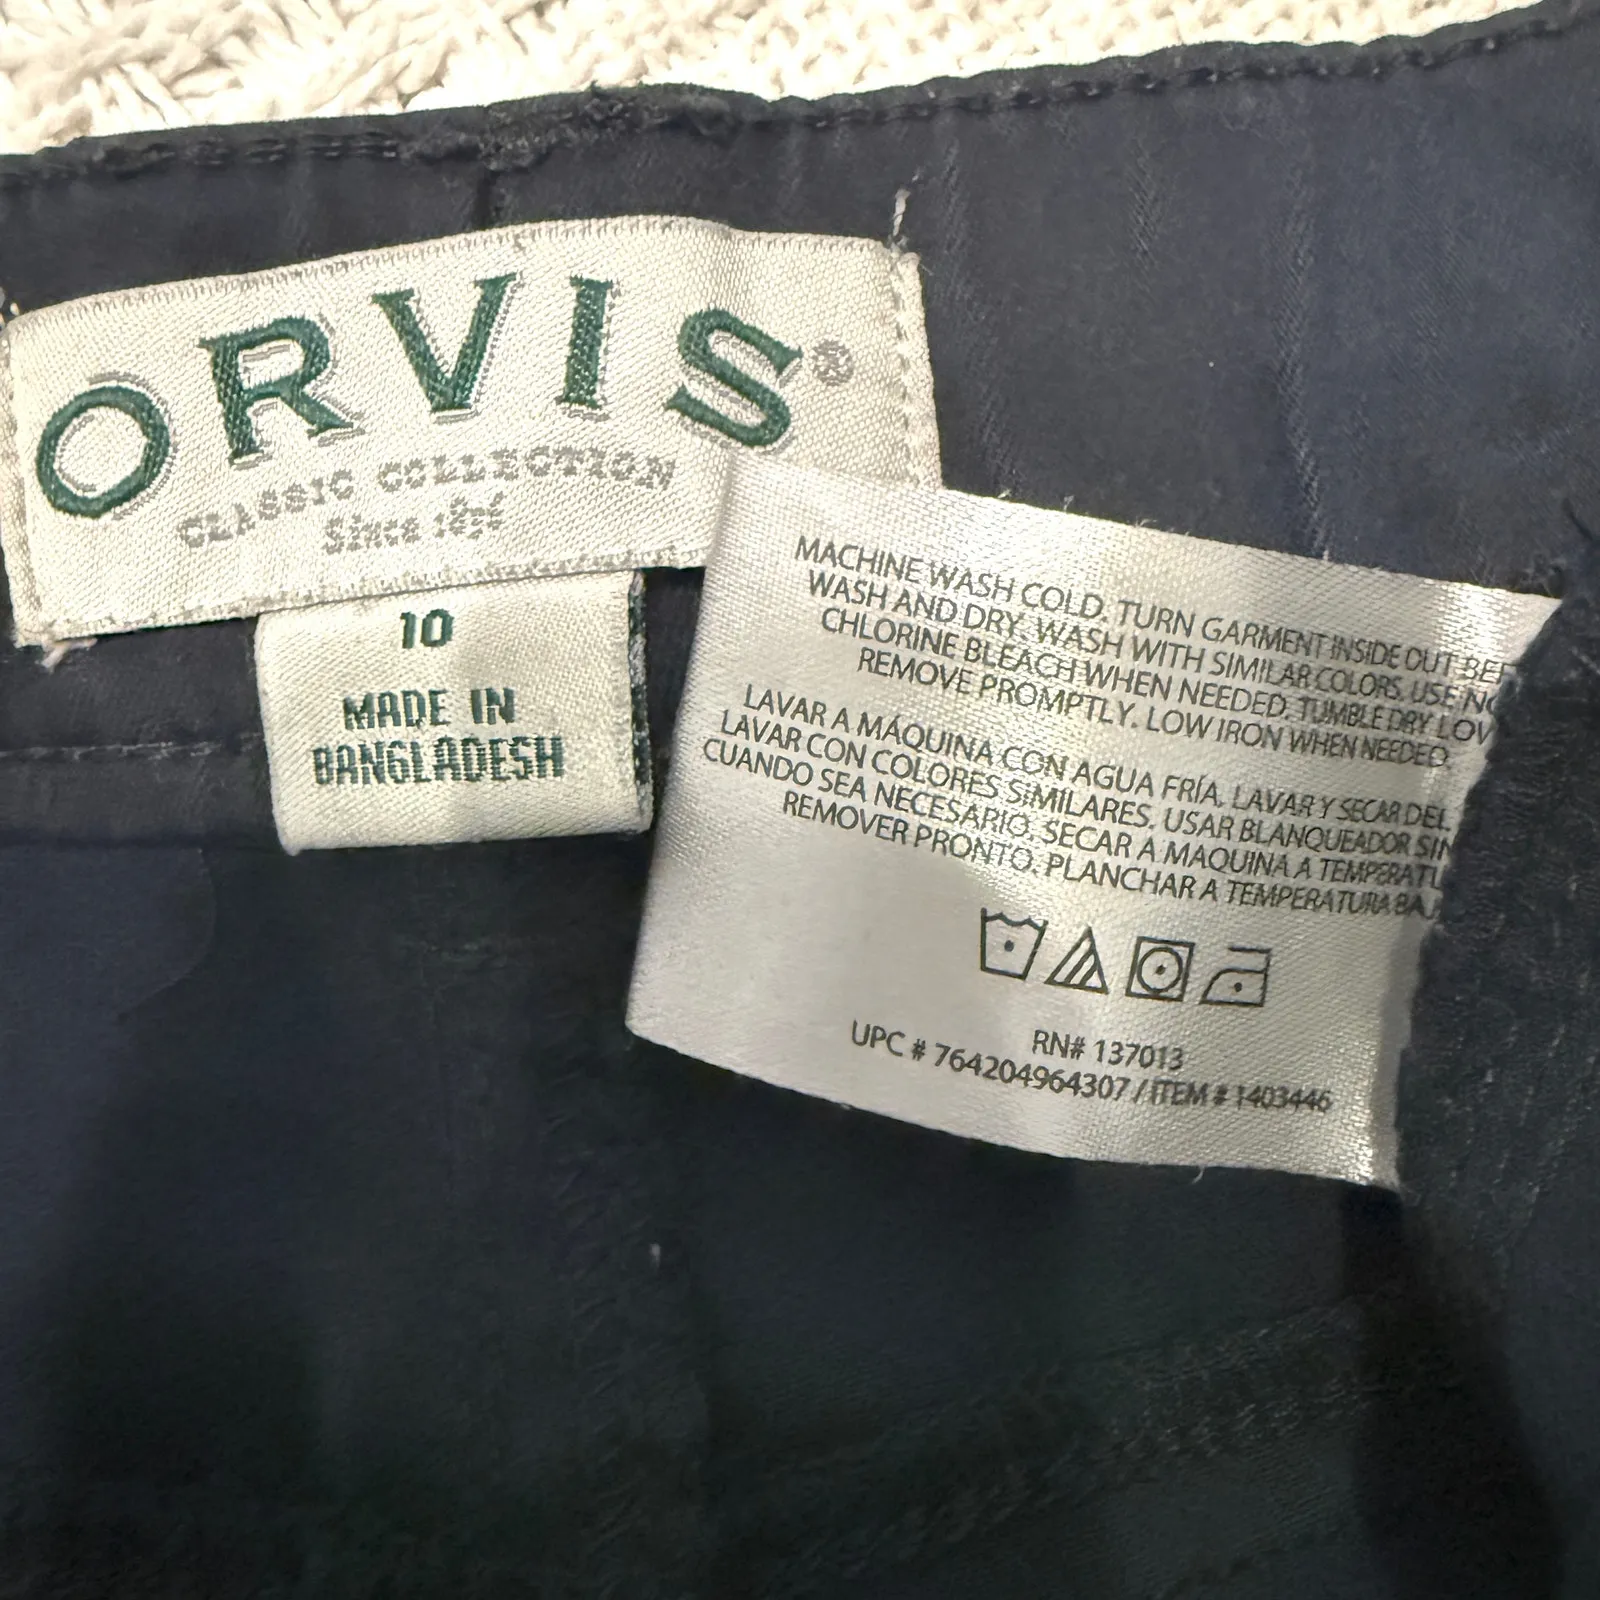 ORVIS®
CLASSIC COLLECTION
Since 1856
10
MADE IN
BANGLADESH
MACHINE WASH COLD. TURN GARMENT INSIDE OUT
WASH AND DRY. WASH WITH SIMILAR COLORS. USE
CHLORINE BLEACH WHEN NEEDED. TUMBLE DRY
REMOVE PROMPTLY. LOW IRON WHEN NEEDED.
LAVAR A MÁQUINA CON AGUA FRÍA. LAVAR Y SECAR DEL
LAVAR CON COLORES SIMILARES. USAR BLANQUEADOR
CUANDO SEA NECESARIO. SECAR A MAQUINA A
REMOVER PRONTO. PLANCHAR A TEMPERATURA
RN# 137013
UPC # 764204964307 / ITEM # 1403446